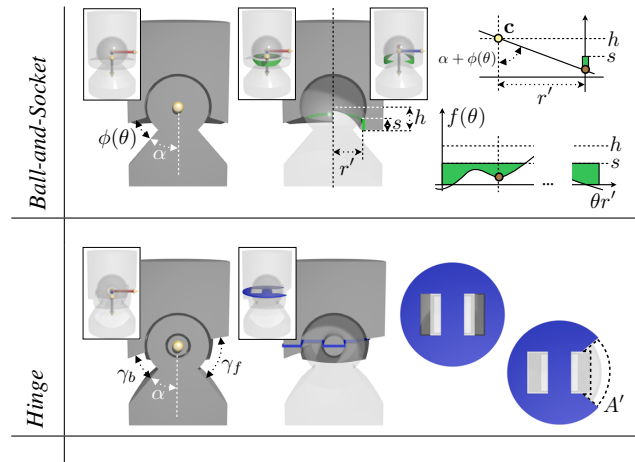 Ball-and-Socket
ϕ(θ)
α
h
s
r′
c
h
s
α + ϕ(θ)
r′
f(θ)
h
s
...
θr′
Hinge
γb
α
γf
A′